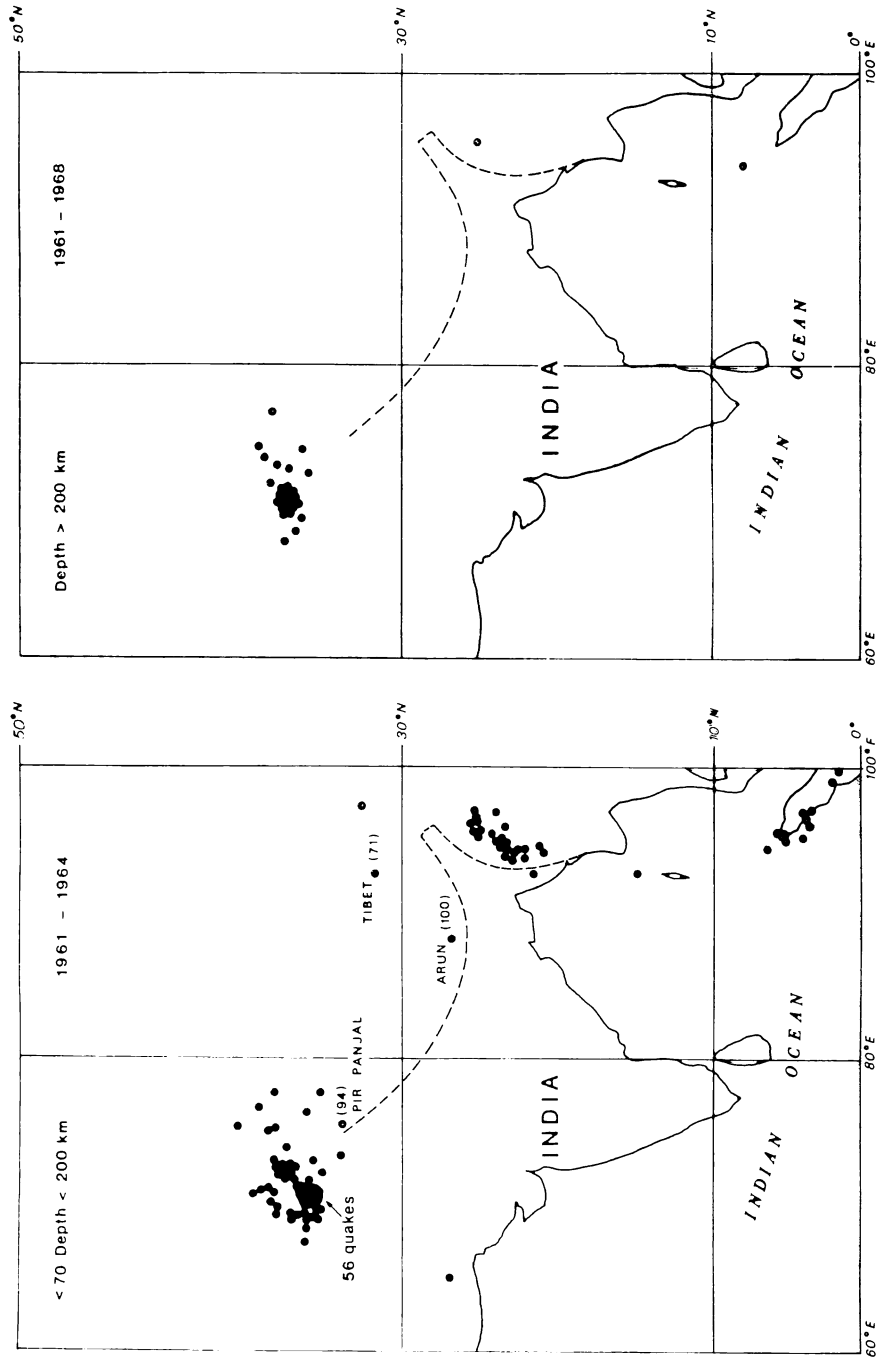 <70 Depth < 200 km
1961 – 1964
50°N
TIBET (71)
(94)
PIR PANJAL
56 quakes
30°N
ARUN (100)
INDIA
10°N
OCEAN
INDIAN
0°
60°E
80°E
100°E
Depth > 200 km
1961 – 1968
50°N
30°N
INDIA
10°N
OCEAN
INDIAN
0°
60°E
80°E
100°E